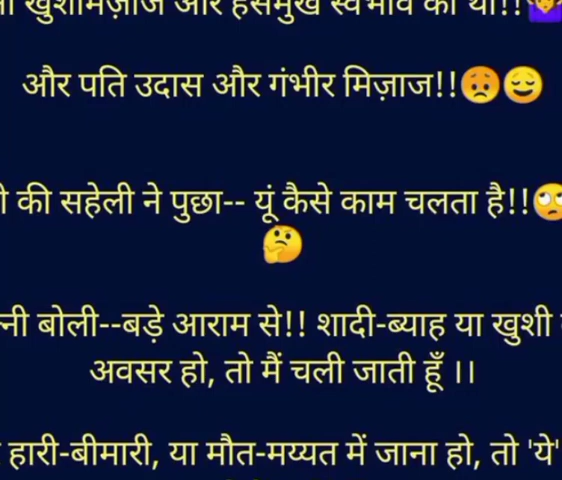 खुशमिज़ाज और हंसमुख स्वभाव की थी!!🤷‍♀️
और पति उदास और गंभीर मिज़ाज!!😞😌
की सहेली ने पुछा-- यूं कैसे काम चलता है!!🙄
🤔
नी बोली--बड़े आराम से!! शादी-ब्याह या खुशी
अवसर हो, तो मैं चली जाती हूँ ।।
हारी-बीमारी, या मौत-मय्यत में जाना हो, तो 'ये'